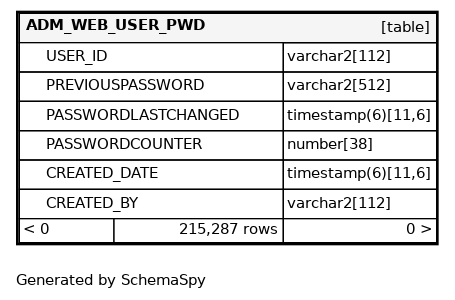 ADM_WEB_USER_PWD [table]
USER_ID varchar2[112]
PREVIOUSPASSWORD varchar2[512]
PASSWORDLASTCHANGED timestamp(6)[11,6]
PASSWORDCOUNTER number[38]
CREATED_DATE timestamp(6)[11,6]
CREATED_BY varchar2[112]
< 0 215,287 rows 0 >
Generated by SchemaSpy